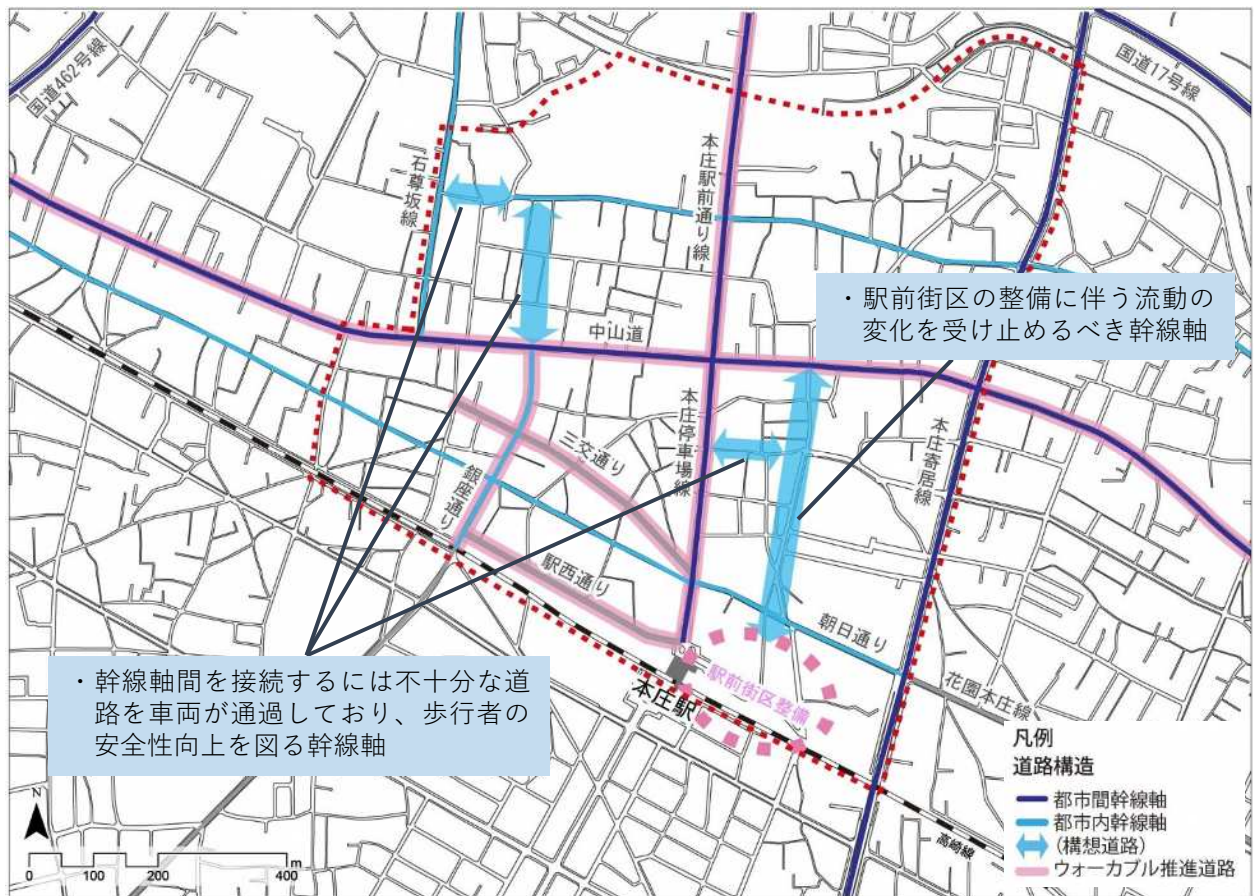 国道462号線
国道17号線
石尊坂線
本庄駅前通り線
・駅前街区の整備に伴う流動の
変化を受け止めるべき幹線軸
中山道
本庄停車場線
本庄寄居線
三交通り
銀座通り
駅西通り
朝日通り
花園本庄線
駅前街区整備
本庄駅
・幹線軸間を接続するには不十分な道
路を車両が通過しており、歩行者の
安全性向上を図る幹線軸
高崎線
凡例
道路構造
都市間幹線軸
都市内幹線軸
(構想道路)
ウォーカブル推進道路
N
0 100 200 400
m